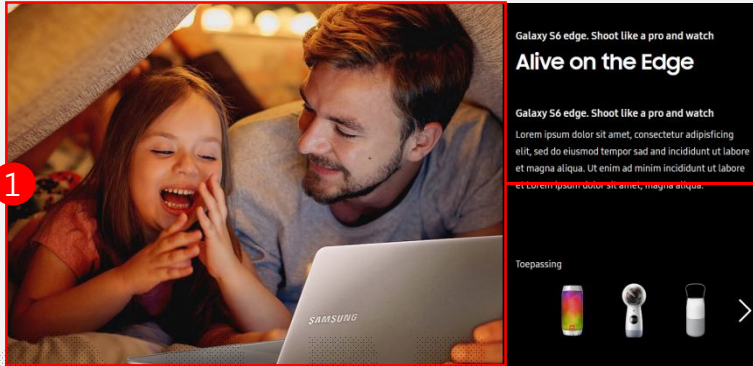 1
SAMSUNG
Galaxy S6 edge. Shoot like a pro and watch
Alive on the Edge
Galaxy S6 edge. Shoot like a pro and watch
Lorem ipsum dolor sit amet, consectetur adipisficing
elit, sed do eiusmod tempor sad and incididunt ut labore
et magna aliqua. Ut enim ad minim incididunt ut labore
et Lorem ipsum dolor sit amet, magna aliqua.
Toepassing